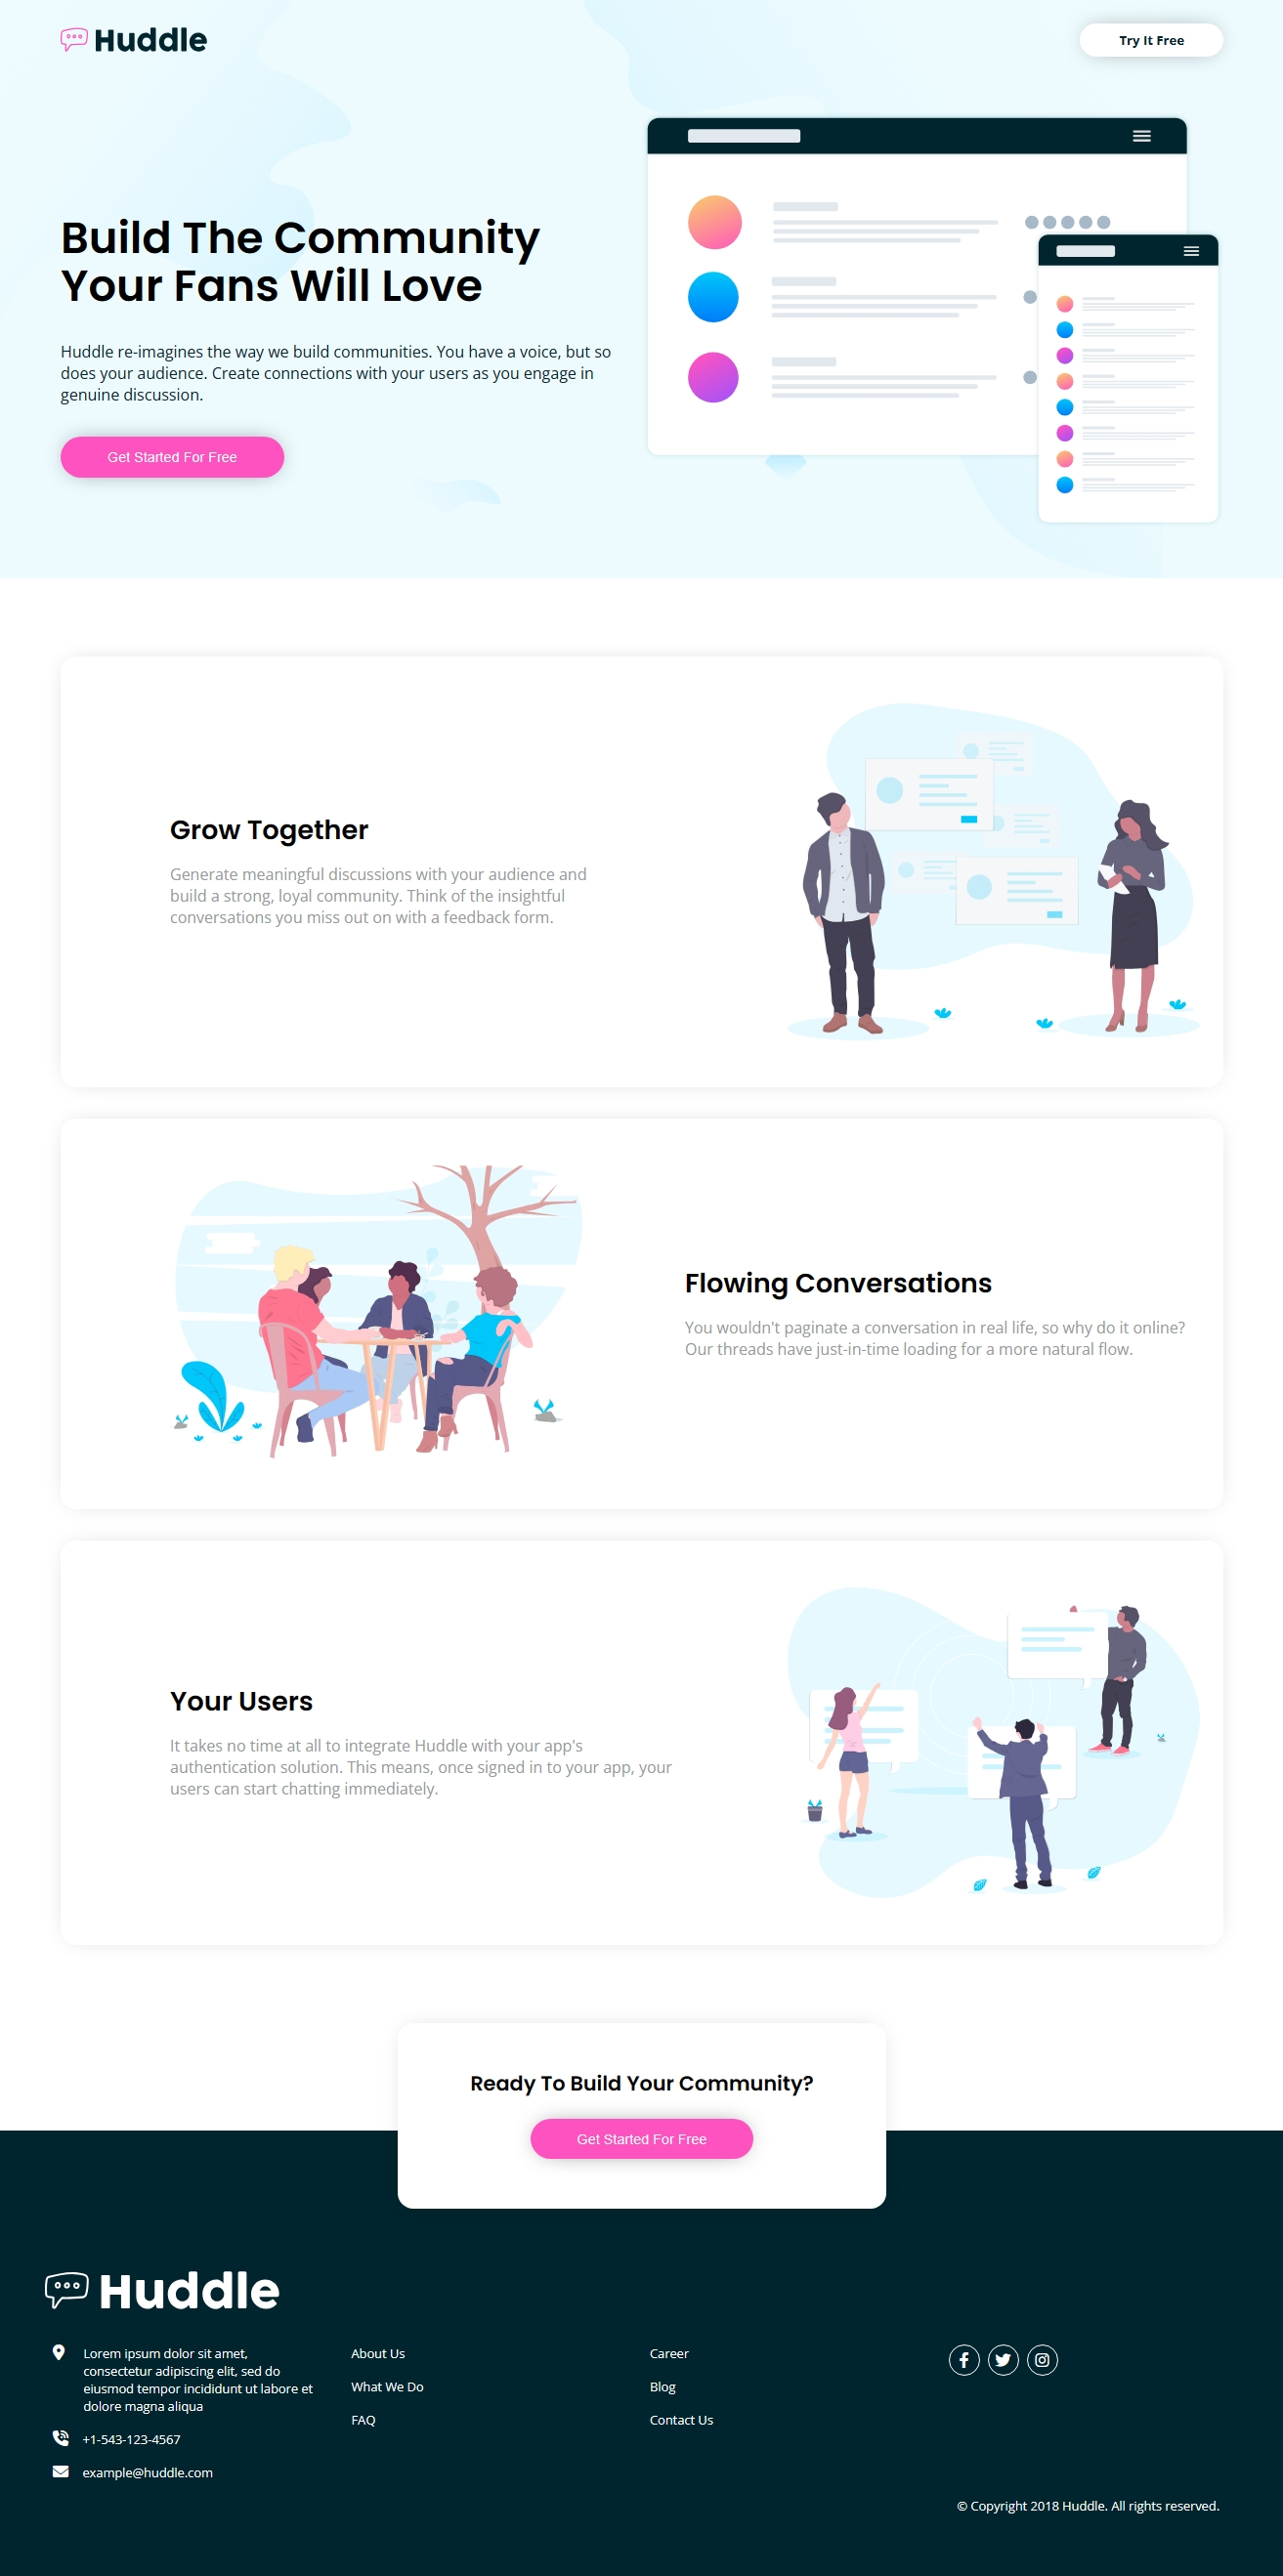 Huddle
Try It Free
Build The Community
Your Fans Will Love
Huddle re-imagines the way we build communities. You have a voice, but so
does your audience. Create connections with your users as you engage in
genuine discussion.
Get Started For Free
Grow Together
Generate meaningful discussions with your audience and
build a strong, loyal community. Think of the insightful
conversations you miss out on with a feedback form.
Flowing Conversations
You wouldn't paginate a conversation in real life, so why do it online?
Our threads have just-in-time loading for a more natural flow.
Your Users
It takes no time at all to integrate Huddle with your app's
authentication solution. This means, once signed in to your app, your
users can start chatting immediately.
Ready To Build Your Community?
Get Started For Free
Huddle
Lorem ipsum dolor sit amet,
consectetur adipiscing elit, sed do
eiusmod tempor incididunt ut labore et
dolore magna aliqua
+1-543-123-4567
example@huddle.com
About Us
What We Do
FAQ
Career
Blog
Contact Us
© Copyright 2018 Huddle. All rights reserved.